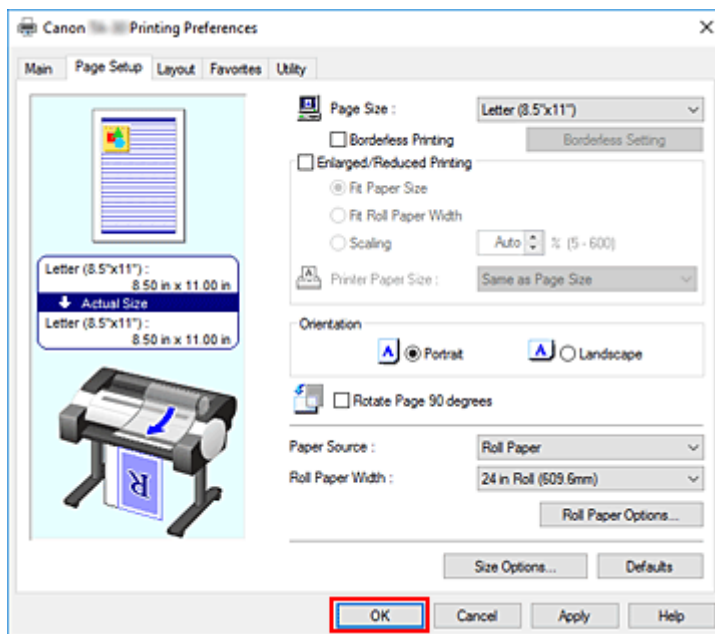 Canon Printing Preferences
Main Page Setup Layout Favorites Utility
Page Size : Letter (8.5"x11")
Borderless Printing Borderless Setting
Enlarged/Reduced Printing
Fit Paper Size
Fit Roll Paper Width
Scaling Auto % (5 - 600)
Printer Paper Size : Same as Page Size
Letter (8.5"x11") :
8.50 in x 11.00 in
Actual Size
Letter (8.5"x11") :
8.50 in x 11.00 in
Orientation
A Portrait A Landscape
Rotate Page 90 degrees
R
Paper Source : Roll Paper
Roll Paper Width : 24 in Roll (609.6mm)
Roll Paper Options...
Size Options... Defaults
OK Cancel Apply Help